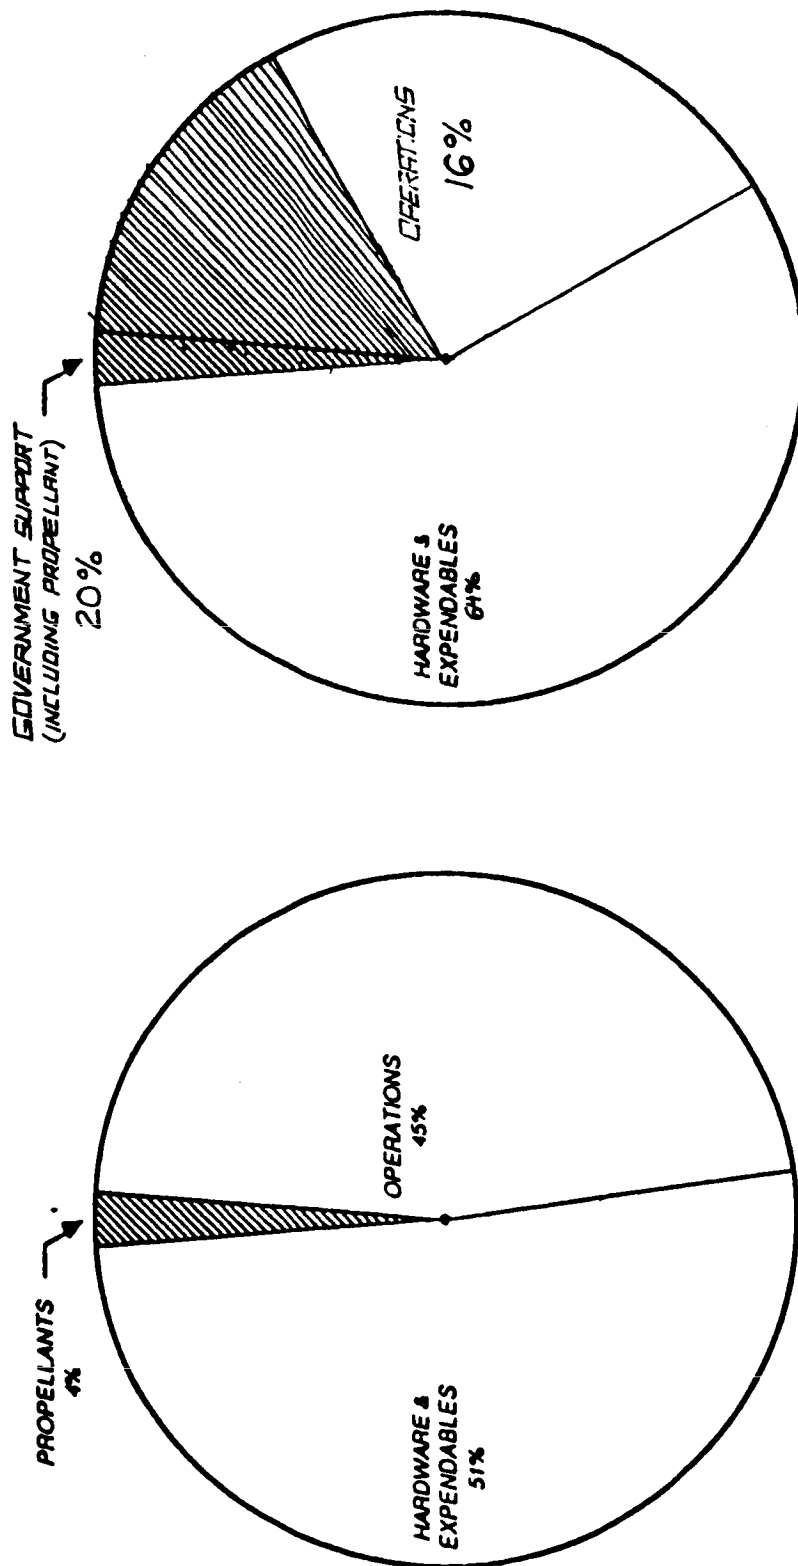 PROPELLANTS
4%
OPERATIONS
45%
HARDWARE &
EXPENDABLES
51%
GOVERNMENT SUPPORT
(INCLUDING PROPELLANT)
20%
OPERATIONS
16%
HARDWARE &
EXPENDABLES
64%